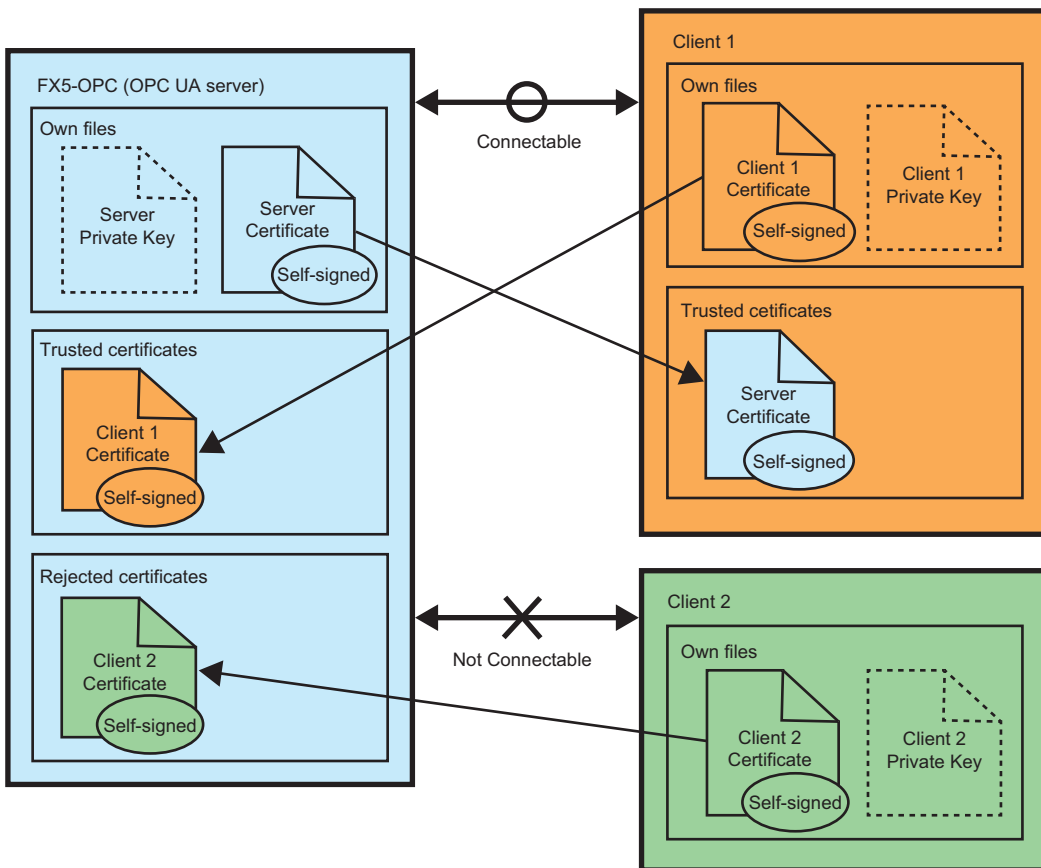 FX5-OPC (OPC UA server)
Own files
Server
Private Key
Server
Certificate
Self-signed
Trusted certificates
Client 1
Certificate
Self-signed
Rejected certificates
Client 2
Certificate
Self-signed
Connectable
Not Connectable
Client 1
Own files
Client 1
Certificate
Self-signed
Client 1
Private Key
Trusted cetificates
Server
Certificate
Self-signed
Client 2
Own files
Client 2
Certificate
Self-signed
Client 2
Private Key